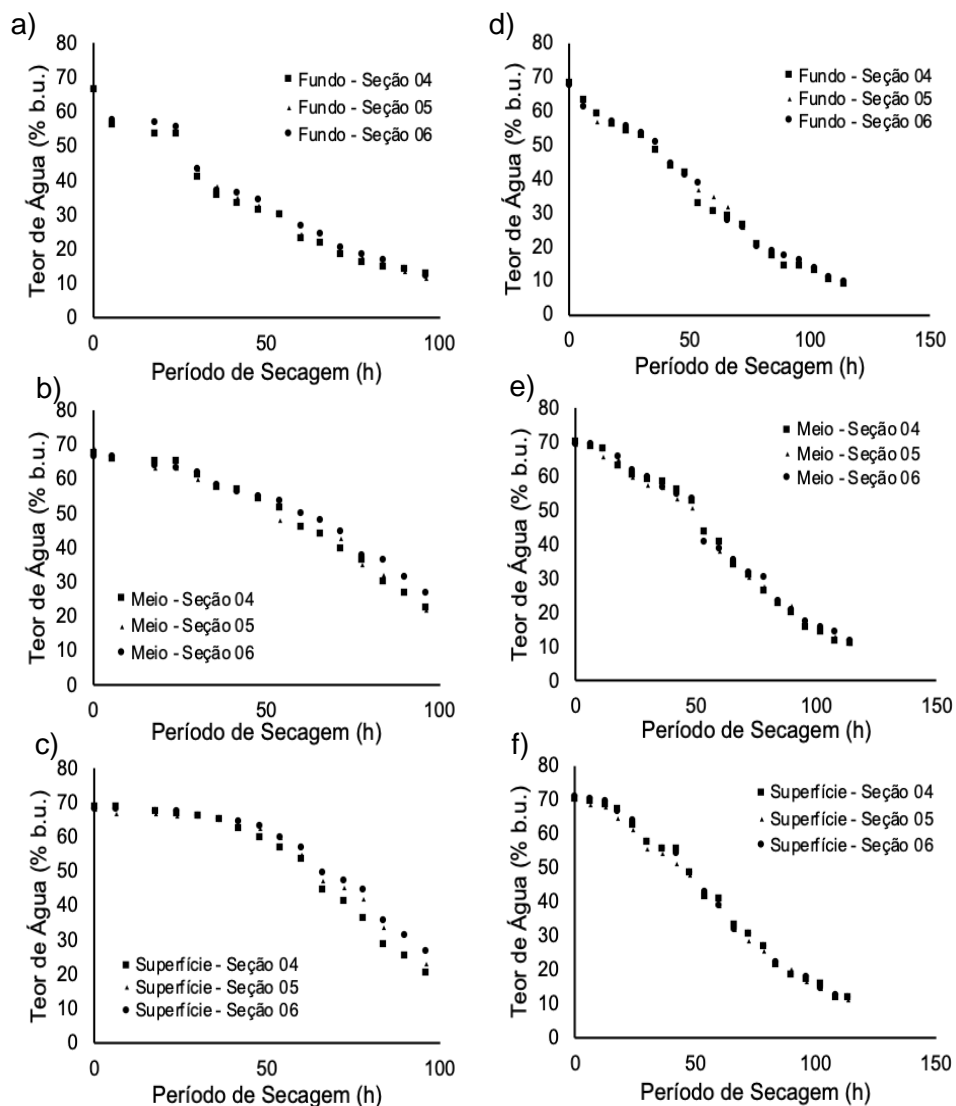 a)
80
70
60
50
40
30
20
10
0
Teor de Água (% b.u.)
Fundo - Seção 04
Fundo - Seção 05
Fundo - Seção 06
0 50 100
Período de Secagem (h)
d)
80
70
60
50
40
30
20
10
0
Teor de Água (% b.u.)
Fundo - Seção 04
Fundo - Seção 05
Fundo - Seção 06
0 50 100 150
Período de Secagem (h)
b)
80
70
60
50
40
30
20
10
0
Teor de Água (% b.u.)
Meio - Seção 04
Meio - Seção 05
Meio - Seção 06
0 50 100
Período de Secagem (h)
e)
80
70
60
50
40
30
20
10
0
Teor de Água (% b.u.)
Meio - Seção 04
Meio - Seção 05
Meio - Seção 06
0 50 100 150
Período de Secagem (h)
c)
80
70
60
50
40
30
20
10
0
Teor de Água (% b.u.)
Superfície - Seção 04
Superfície - Seção 05
Superfície - Seção 06
0 50 100
Período de Secagem (h)
f)
80
70
60
50
40
30
20
10
0
Teor de Água (% b.u.)
Superfície - Seção 04
Superfície - Seção 05
Superfície - Seção 06
0 50 100 150
Período de Secagem (h)